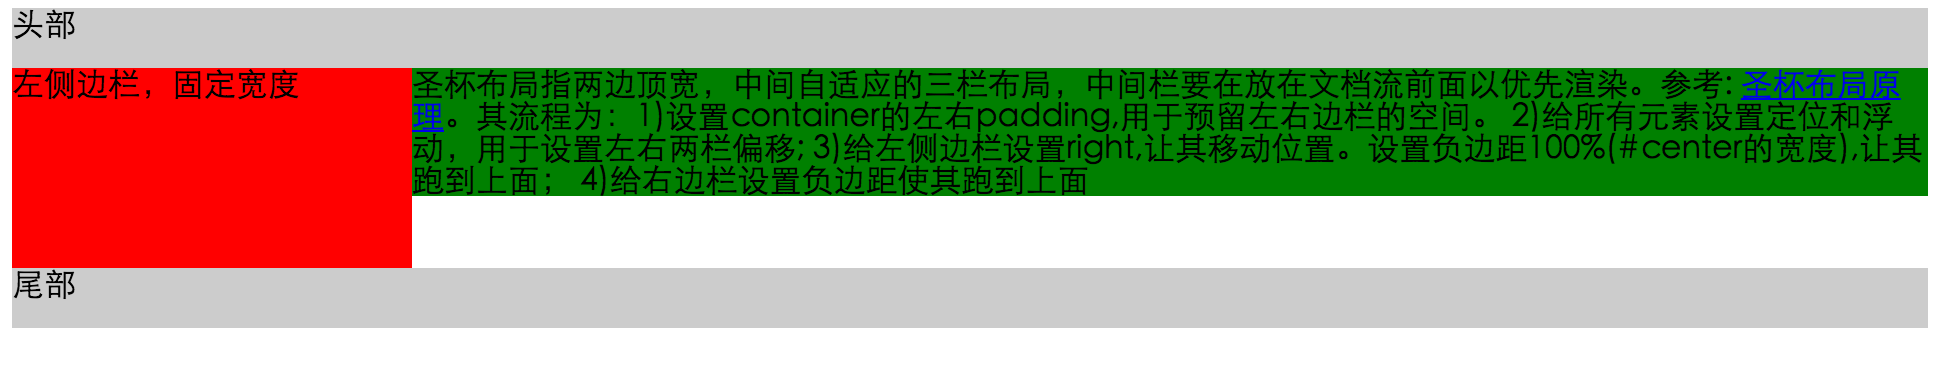 头部
左侧边栏，固定宽度
圣杯布局指两边顶宽，中间自适应的三栏布局，中间栏要在放在文档流前面以优先渲染。参考: 圣杯布局原
理。其流程为：1)设置container的左右padding,用于预留左右边栏的空间。 2)给所有元素设置定位和浮
动，用于设置左右两栏偏移; 3)给左侧边栏设置right,让其移动位置。设置负边距100%(#center的宽度),让其
跑到上面； 4)给右边栏设置负边距使其跑到上面
尾部